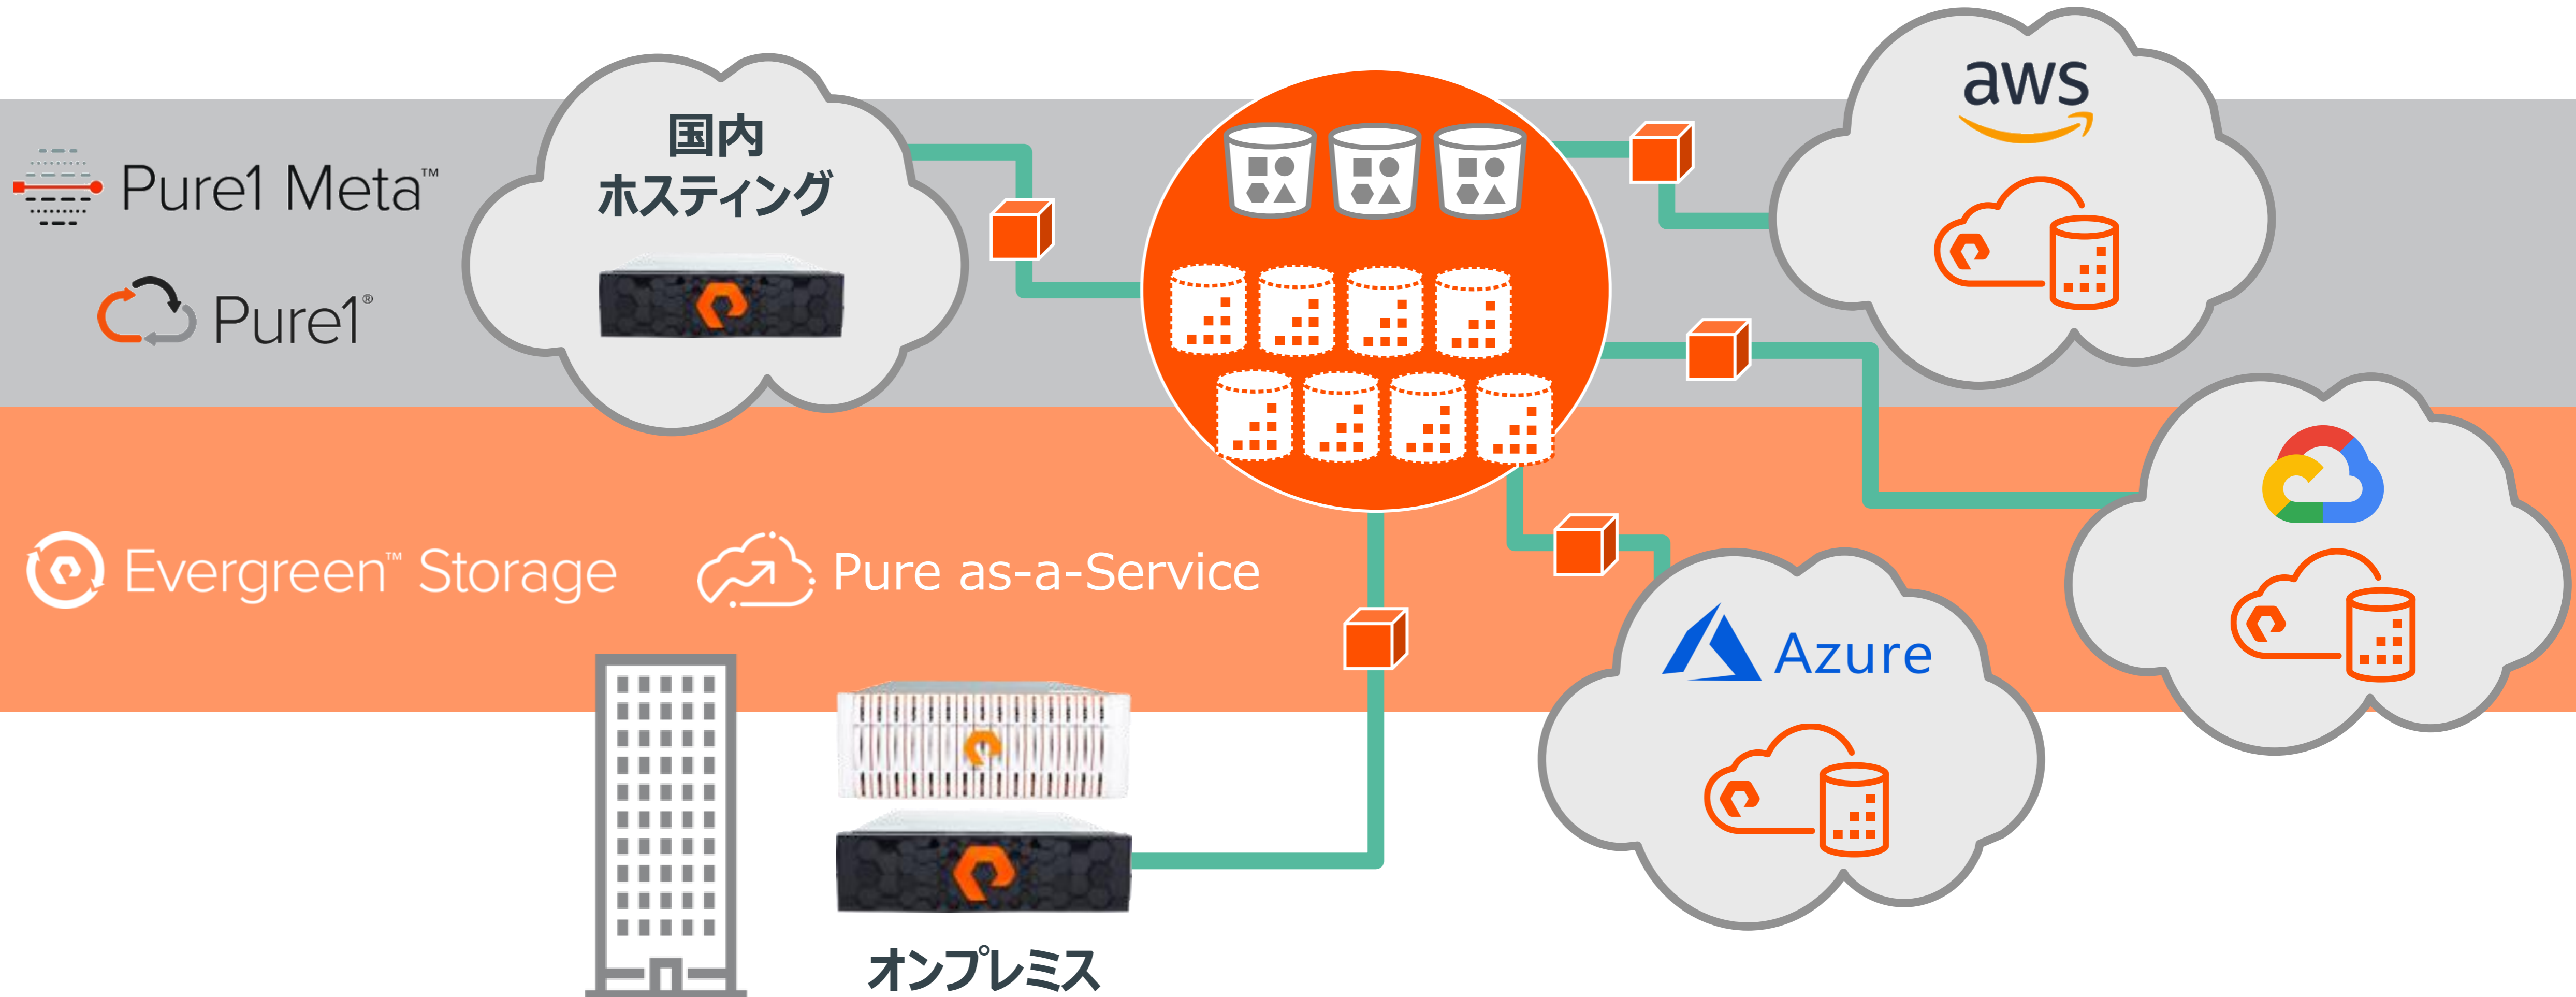 aws
国内
ホスティング
Pure1 Meta™
Pure1®
Evergreen™ Storage
Pure as-a-Service
Azure
オンプレミス